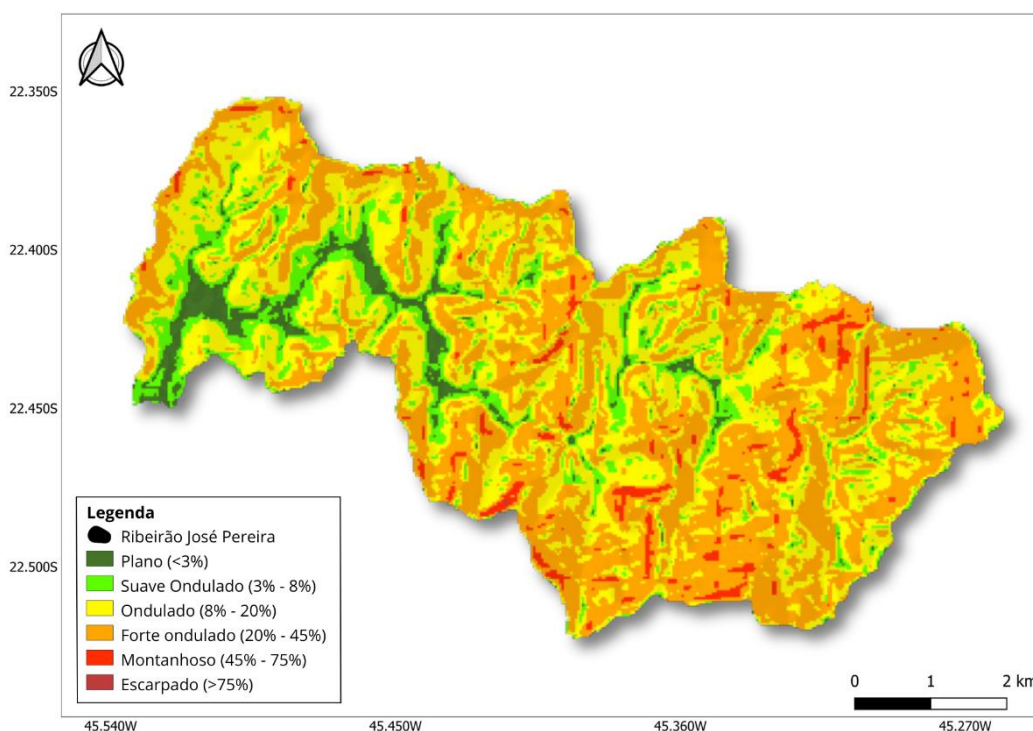 22.350S
22.400S
22.450S
22.500S
Legenda
Ribeirão José Pereira
Plano (<3%)
Suave Ondulado (3% - 8%)
Ondulado (8% - 20%)
Forte ondulado (20% - 45%)
Montanhoso (45% - 75%)
Escarpado (>75%)
0 1 2 km
45.540W 45.450W 45.360W 45.270W